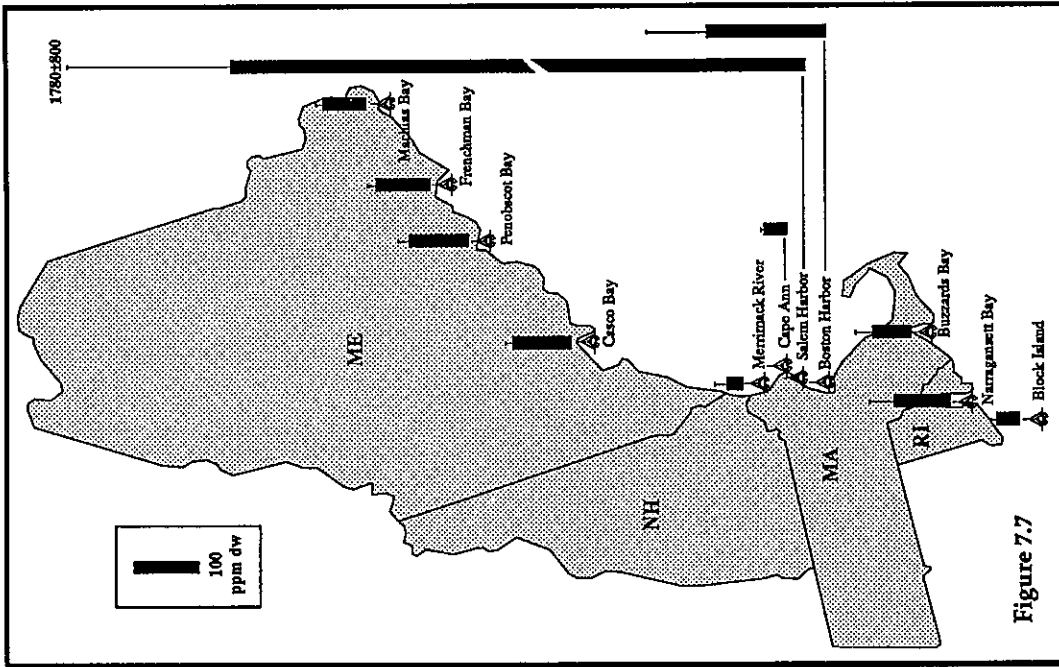 1780±800
Machias Bay
Frenchman Bay
Penobscot Bay
Casco Bay
ME
Merrimack River
Cape Ann
Salem Harbor
Boston Harbor
NH
MA
RI
Buzzards Bay
Narragansett Bay
Block Island
100
ppm dw
Figure 7.7